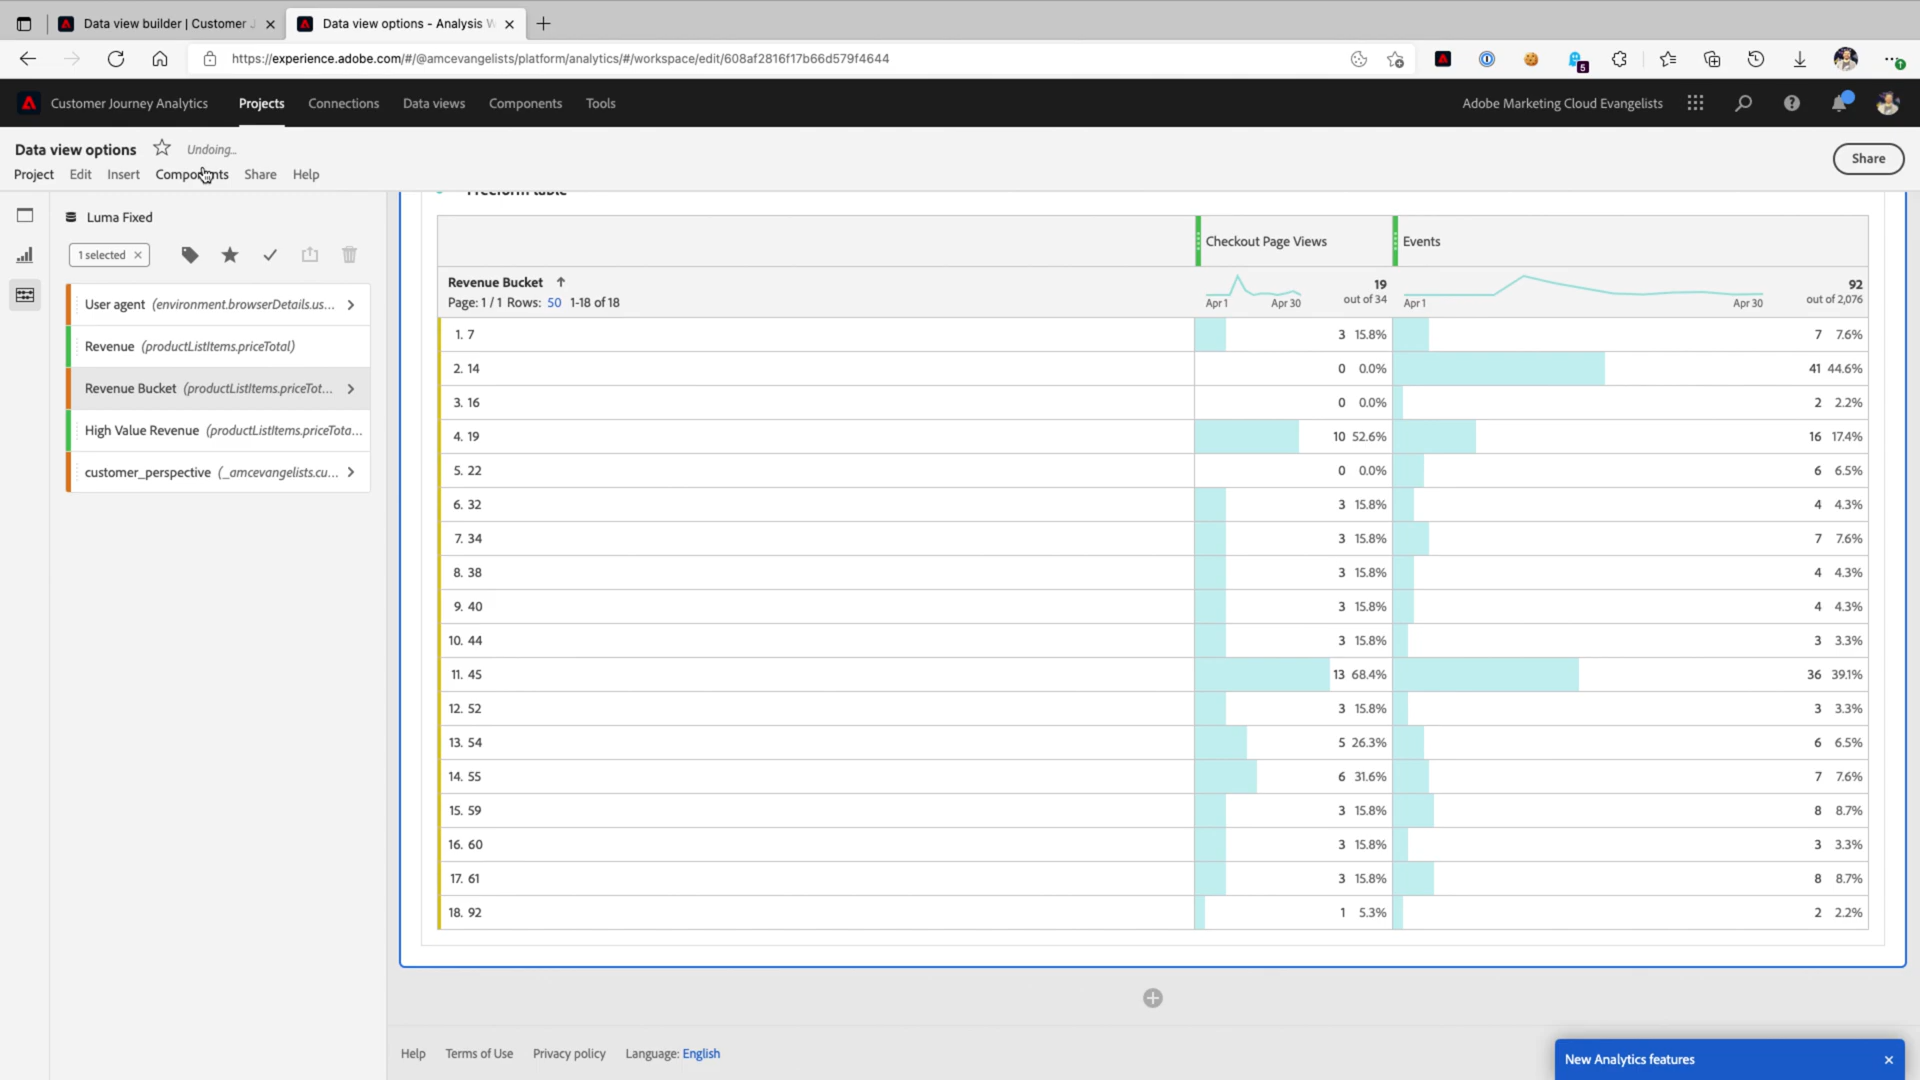 Data view builder | Customer J
Data view options - Analysis W
https://experience.adobe.com/#/@amcevangelists/platform/analytics/#/workspace/edit/608af2816f17b66d579f4644
5
Customer Journey Analytics
Projects
Connections
Data views
Components
Tools
Adobe Marketing Cloud Evangelists
Data view options
Undoing...
Share
Project
Edit
Insert
Components
Share
Help
Freeform table
Luma Fixed
1 selected
User agent (environment.browserDetails.us...
Revenue (productListItems.priceTotal)
Revenue Bucket (productListItems.priceTot...
High Value Revenue (productListItems.priceTota...
customer_perspective (_amcevangelists.cu...
Checkout Page Views
Events
Revenue Bucket ↑
Page: 1 / 1 Rows: 50 1-18 of 18
Apr 1
Apr 30
19
out of 34
Apr 1
Apr 30
92
out of 2,076
1. 7 3 15.8% 7 7.6%
2. 14 0 0.0% 41 44.6%
3. 16 0 0.0% 2 2.2%
4. 19 10 52.6% 16 17.4%
5. 22 0 0.0% 6 6.5%
6. 32 3 15.8% 4 4.3%
7. 34 3 15.8% 7 7.6%
8. 38 3 15.8% 4 4.3%
9. 40 3 15.8% 4 4.3%
10. 44 3 15.8% 3 3.3%
11. 45 13 68.4% 36 39.1%
12. 52 3 15.8% 3 3.3%
13. 54 5 26.3% 6 6.5%
14. 55 6 31.6% 7 7.6%
15. 59 3 15.8% 8 8.7%
16. 60 3 15.8% 3 3.3%
17. 61 3 15.8% 8 8.7%
18. 92 1 5.3% 2 2.2%
Help
Terms of Use
Privacy policy
Language: English
New Analytics features